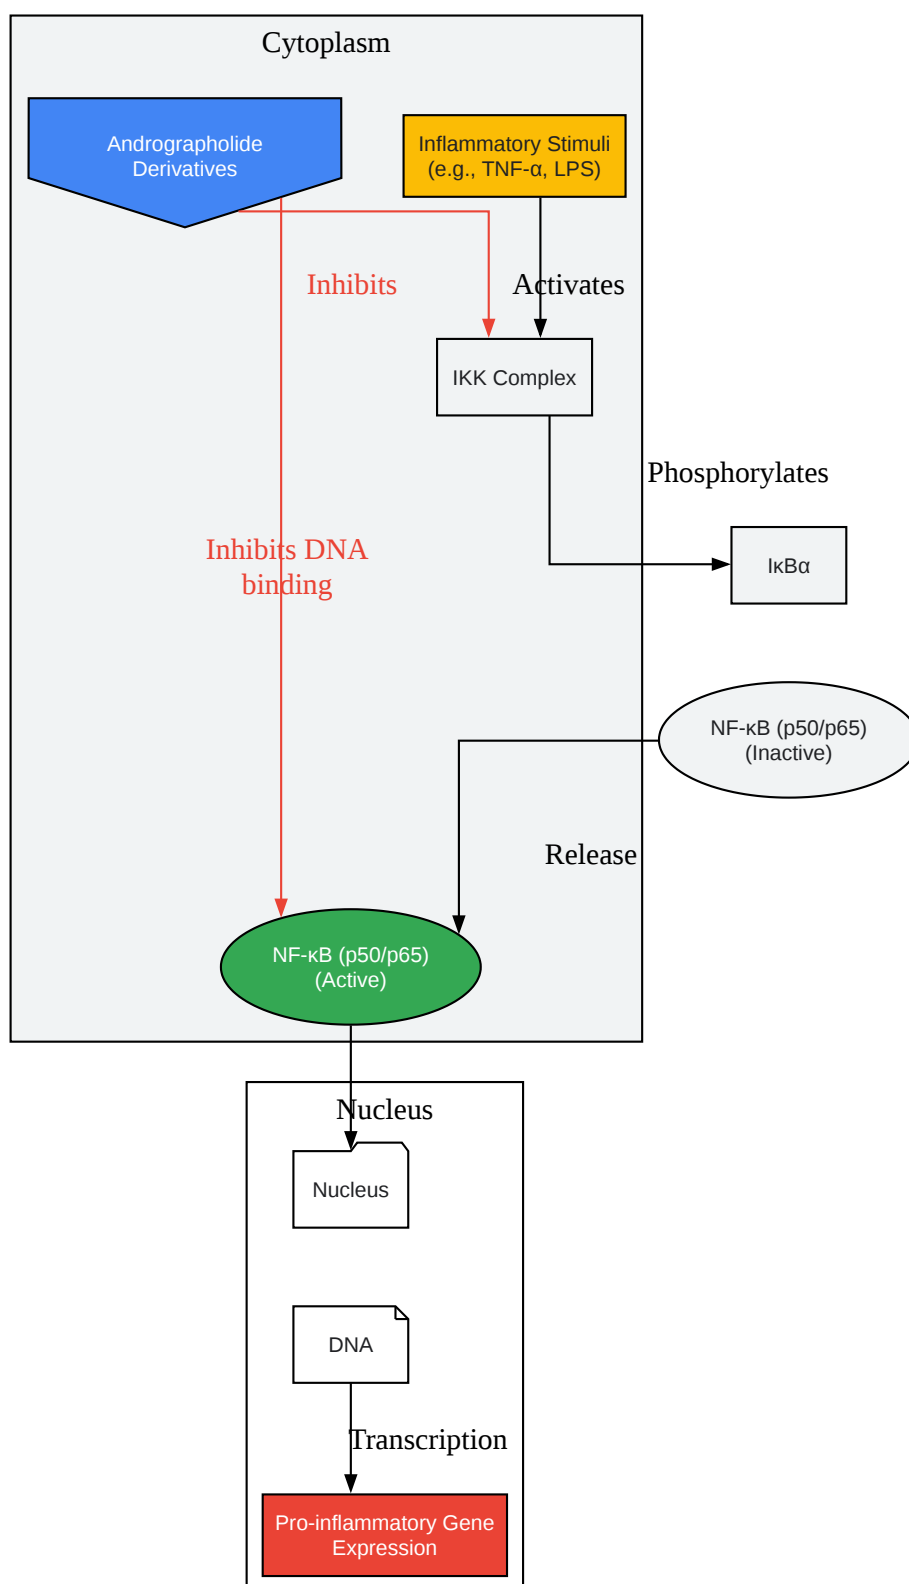 Cytoplasm
Andrographolide
Derivatives
Inflammatory Stimuli
(e.g., TNF-α, LPS)
Inhibits
Activates
IKK Complex
Phosphorylates
Inhibits DNA
binding
IκBα
NF-κB (p50/p65)
(Inactive)
Release
NF-κB (p50/p65)
(Active)
Nucleus
Nucleus
DNA
Transcription
Pro-inflammatory Gene
Expression